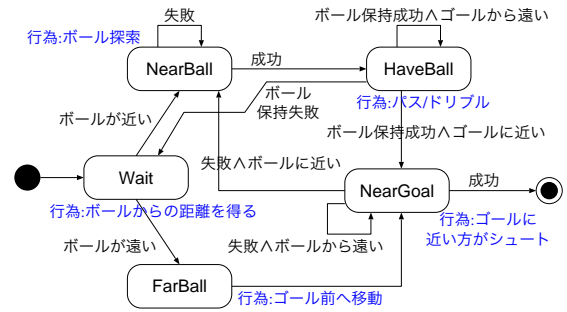 失敗
ボール保持成功∧ゴールから遠い
行為:ボール探索
NearBall
成功
HaveBall
ボール
保持失敗
行為:パス/ドリブル
ボールが近い
ボール保持成功∧ゴールに近い
失敗∧ボールに近い
Wait
NearGoal
成功
行為:ボールからの距離を得る
行為:ゴールに
近い方がシュート
ボールが遠い
失敗∧ボールから遠い
FarBall
行為:ゴール前へ移動